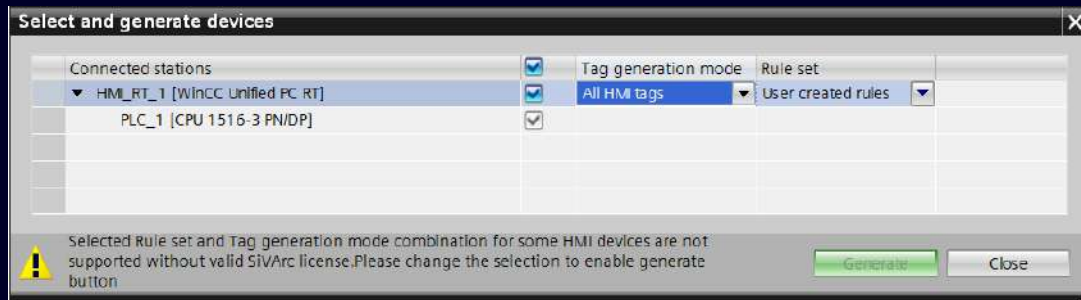 Select and generate devices
Connected stations Tag generation mode Rule set
HMI_RT_1 [WinCC Unified PC RT] All HMI tags User created rules
PLC_1 [CPU 1516-3 PN/DP]
Selected Rule set and Tag generation mode combination for some HMI devices are not
supported without valid SiVArc license.Please change the selection to enable generate
button
Generate Close